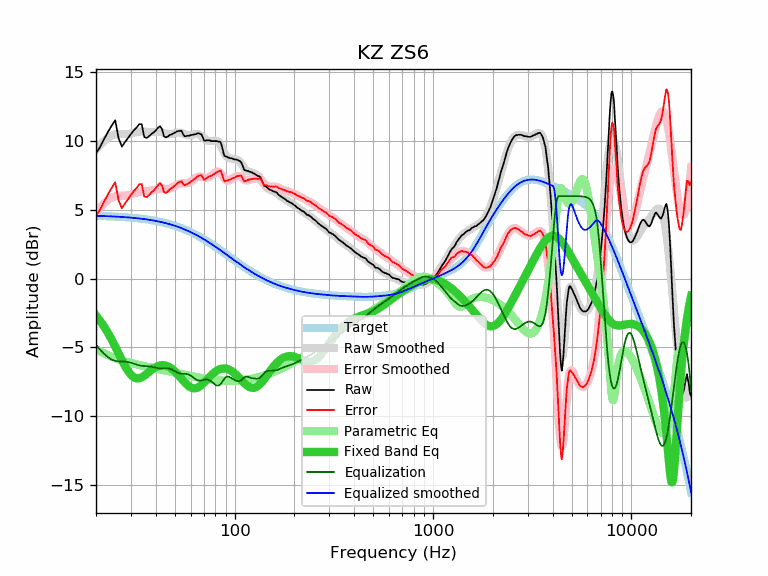 KZ ZS6
Amplitude (dBr)
15
10
5
0
−5
−10
−15
Target
Raw Smoothed
Error Smoothed
Raw
Error
Parametric Eq
Fixed Band Eq
Equalization
Equalized smoothed
100
1000
10000
Frequency (Hz)